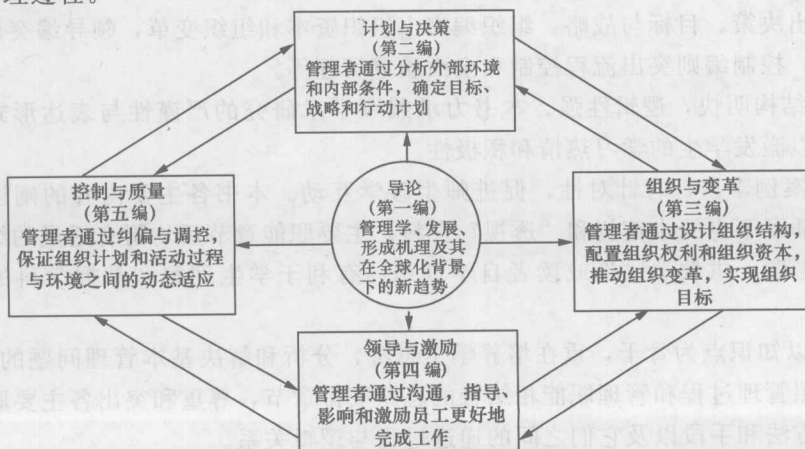 理过程。
计划与决策
(第二编)
管理者通过分析外部环境
和内部条件，确定目标、
战略和行动计划
控制与质量
(第五编)
管理者通过纠偏与调控，
保证组织计划和活动过程
与环境之间的动态适应
导论
(第一编)
管理学、发展、
形成机理及其
在全球化背景
下的新趋势
组织与变革
(第三编)
管理者通过设计组织结构，
配置组织权利和组织资本，
推动组织变革，实现组织
目标
领导与激励
(第四编)
管理者通过沟通、指导、
影响和激励员工更好地
完成工作